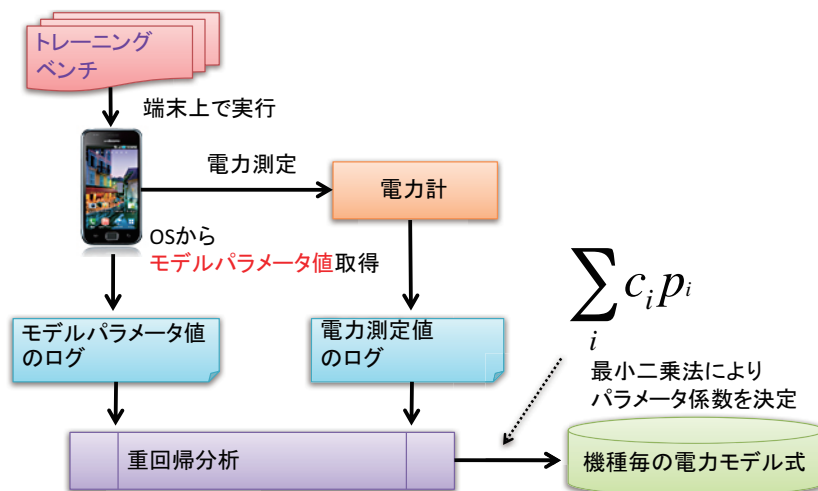 トレーニング
ベンチ
端末上で実行
電力測定
電力計
OSから
モデルパラメータ値取得
モデルパラメータ値
のログ
電力測定値
のログ
∑ c_i p_i
i
最小二乗法により
パラメータ係数を決定
重回帰分析
機種毎の電力モデル式